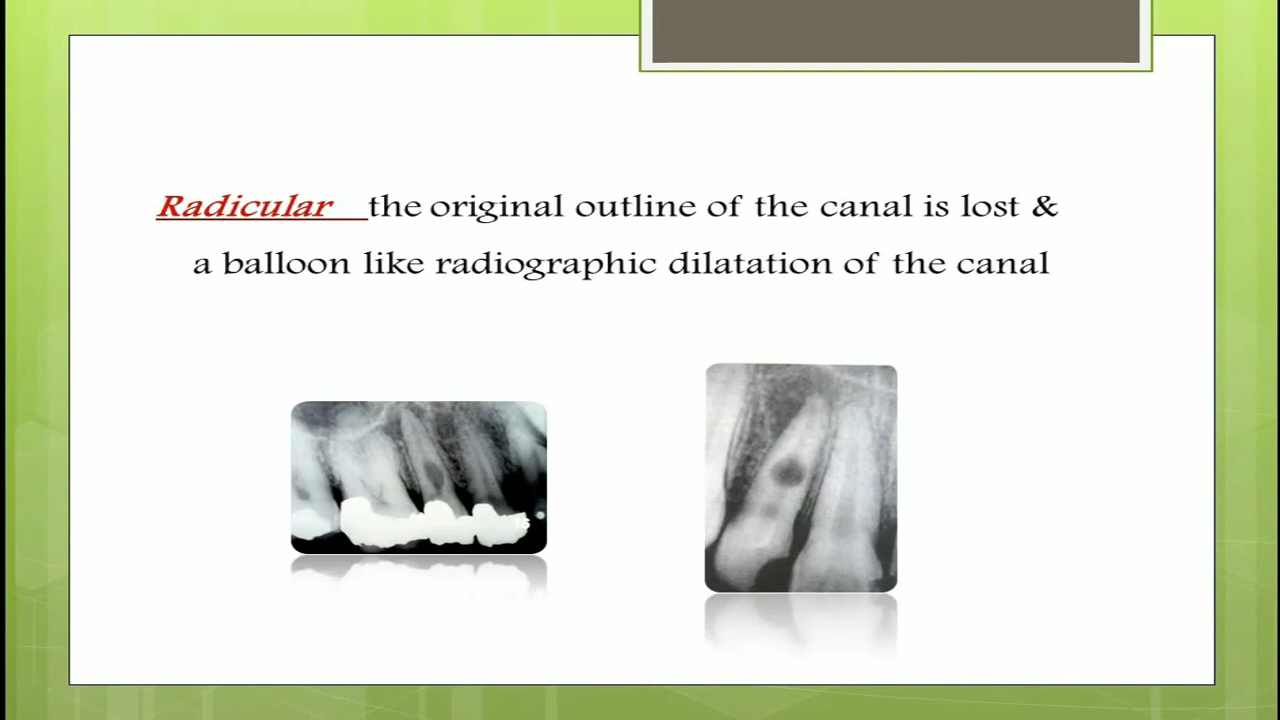 Radicular the original outline of the canal is lost &
a balloon like radiographic dilatation of the canal